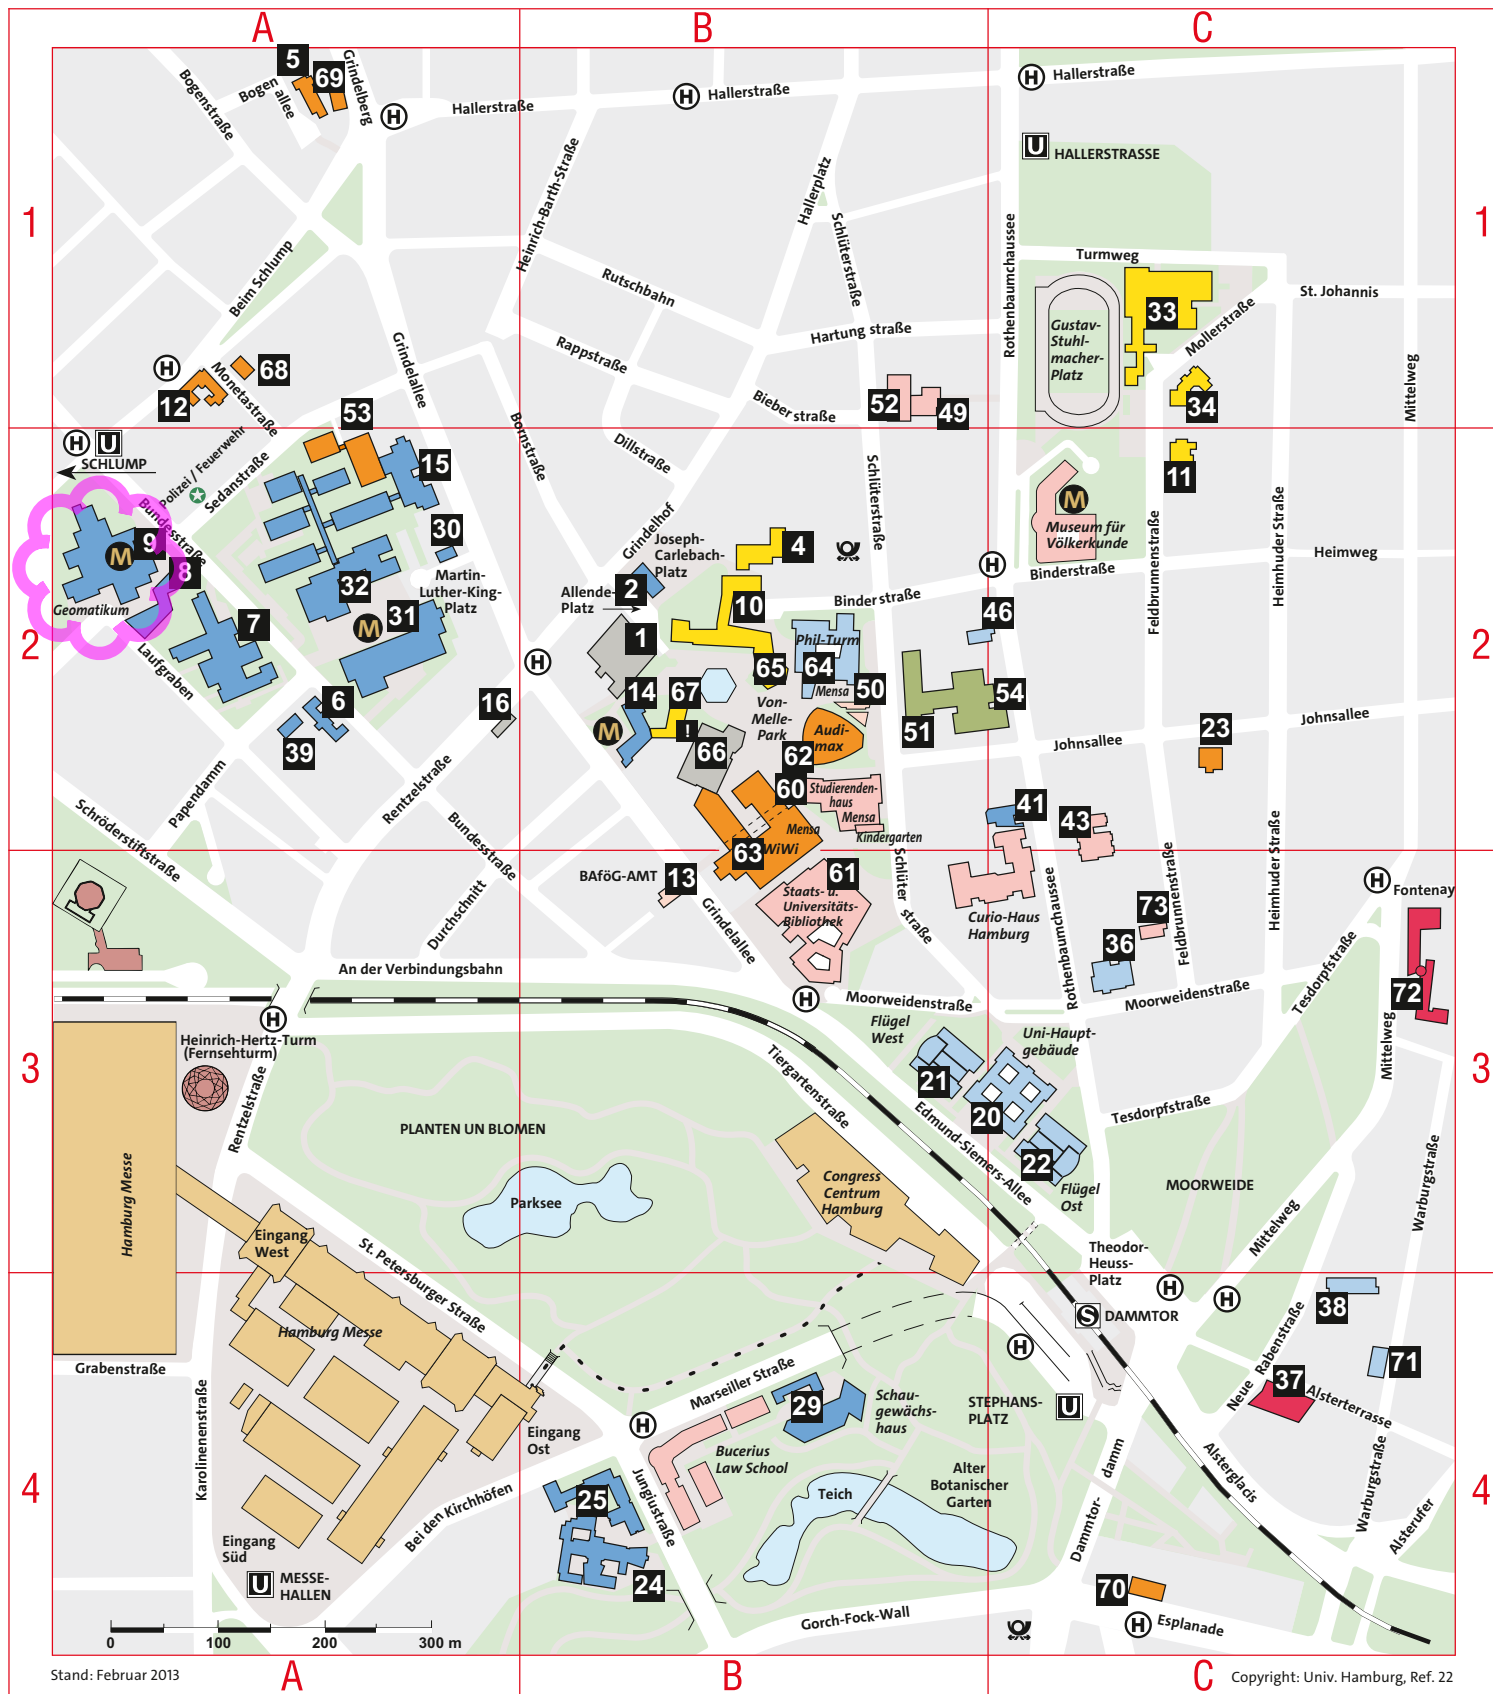 A
B
C
5
69
Bogen
allee
Bogenstraße
Grindelberg
H
Hallerstraße
H
Hallerstraße
H
Hallerstraße
U
HALLERSTRASSE
1
1
Heinrich-Barth-Straße
Hallerplatz
Schlüterstraße
Rothenbaumchaussee
Turmweg
St. Johannis
Beim Schlump
Rutschbahn
Gustav-
Stuhl-
macher-
Platz
33
Mollerstraße
Hartung straße
Rappstraße
Grindelallee
Mittelweg
H
68
12
Monetastraße
53
Bieber straße
52
49
34
Bornstraße
H
U
SCHLUMP
Polizei / Feuerwehr
Sedanstraße
15
Dillstraße
Schlüterstraße
11
M
Museum für
Völkerkunde
Heimhuder Straße
Feldbrunnenstraße
Bundesstraße
9
M
8
Geomatikum
30
Grindelhof
Joseph-
Carlebach-
Platz
4
H
Heimweg
Binderstraße
32
Martin-
Luther-King-
Platz
Allende-
Platz
2
10
Binder straße
46
7
31
M
1
Phil-Turm
2
2
H
65
64
Mensa
50
54
Laufgraben
6
16
14
67
Von-
Melle-
Park
51
Johnsallee
39
M
!
66
62
Audi-
max
Johnsallee
23
Papendamm
Rentzelstraße
60
Studierenden-
haus
Mensa
Kindergarten
41
43
Schröderstiftstraße
Bundesstraße
Mensa
WiWi
63
Heimhuder Straße
BAföG-AMT
13
61
Staats- u.
Universitäts-
Bibliothek
Schlüter
straße
Curio-Haus
Hamburg
Rothenbaumchaussee
73
Feldbrunnenstraße
H
Fontenay
Durchschnitt
Grindelallee
36
Tesdorpfstraße
72
An der Verbindungsbahn
H
Moorweidenstraße
Moorweidenstraße
H
Heinrich-Hertz-Turm
(Fernsehturm)
Flügel
West
Uni-Haupt-
gebäude
Mittelweg
3
3
Rentzelstraße
Tiergartenstraße
21
20
Tesdorpfstraße
PLANTEN UN BLOMEN
Edmund-Siemers-Allee
22
Flügel
Ost
MOORWEIDE
Warburgstraße
Hamburg Messe
Parksee
Congress
Centrum
Hamburg
Mittelweg
Eingang
West
St. Petersburger Straße
Theodor-
Heuss-
Platz
H
H
38
Hamburg Messe
S
DAMMTOR
H
Grabenstraße
Marseiller Straße
Neue Rabenstraße
71
37
Alsterterrasse
29
Schau-
gewächs-
haus
STEPHANS-
PLATZ
U
Karolinenstraße
Eingang
Ost
H
Bucerius
Law School
Alsterglacis
Dammtor-
damm
Alter
Botanischer
Garten
4
4
Bei den Kirchhöfen
25
Jungiusstraße
Teich
Warburgstraße
Alsterufer
Eingang
Süd
U
MESSE-
HALLEN
24
70
H
Esplanade
Gorch-Fock-Wall
0
100
200
300 m
Stand: Februar 2013
A
B
C
Copyright: Univ. Hamburg, Ref. 22